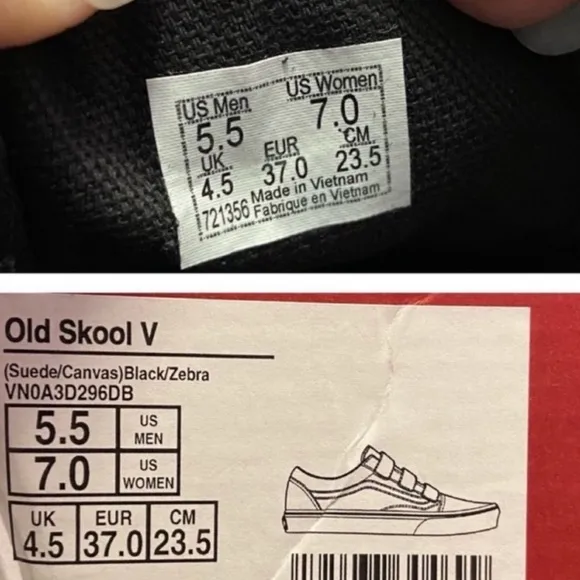 US Men US Women
5.5 7.0
UK EUR CM
4.5 37.0 23.5
Made in Vietnam
721356 Fabrique en Vietnam
Old Skool V
(Suede/Canvas)Black/Zebra
VN0A3D296DB
5.5 US MEN
7.0 US WOMEN
UK EUR CM
4.5 37.0 23.5